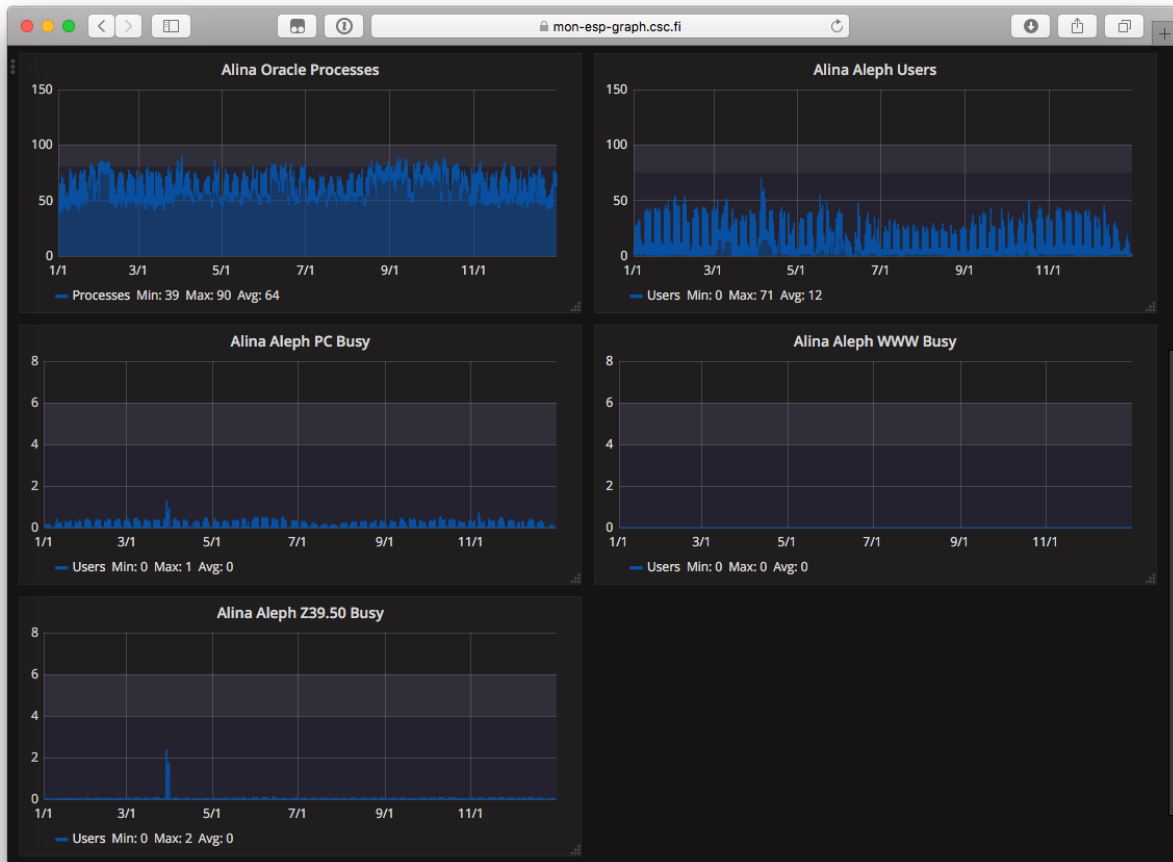 mon-esp-graph.csc.fi
Alina Oracle Processes
150
100
50
0
1/1 3/1 5/1 7/1 9/1 11/1
Processes Min: 39 Max: 90 Avg: 64
Alina Aleph Users
150
100
50
0
1/1 3/1 5/1 7/1 9/1 11/1
Users Min: 0 Max: 71 Avg: 12
Alina Aleph PC Busy
8
6
4
2
0
1/1 3/1 5/1 7/1 9/1 11/1
Users Min: 0 Max: 1 Avg: 0
Alina Aleph WWW Busy
8
6
4
2
0
1/1 3/1 5/1 7/1 9/1 11/1
Users Min: 0 Max: 0 Avg: 0
Alina Aleph Z39.50 Busy
8
6
4
2
0
1/1 3/1 5/1 7/1 9/1 11/1
Users Min: 0 Max: 2 Avg: 0